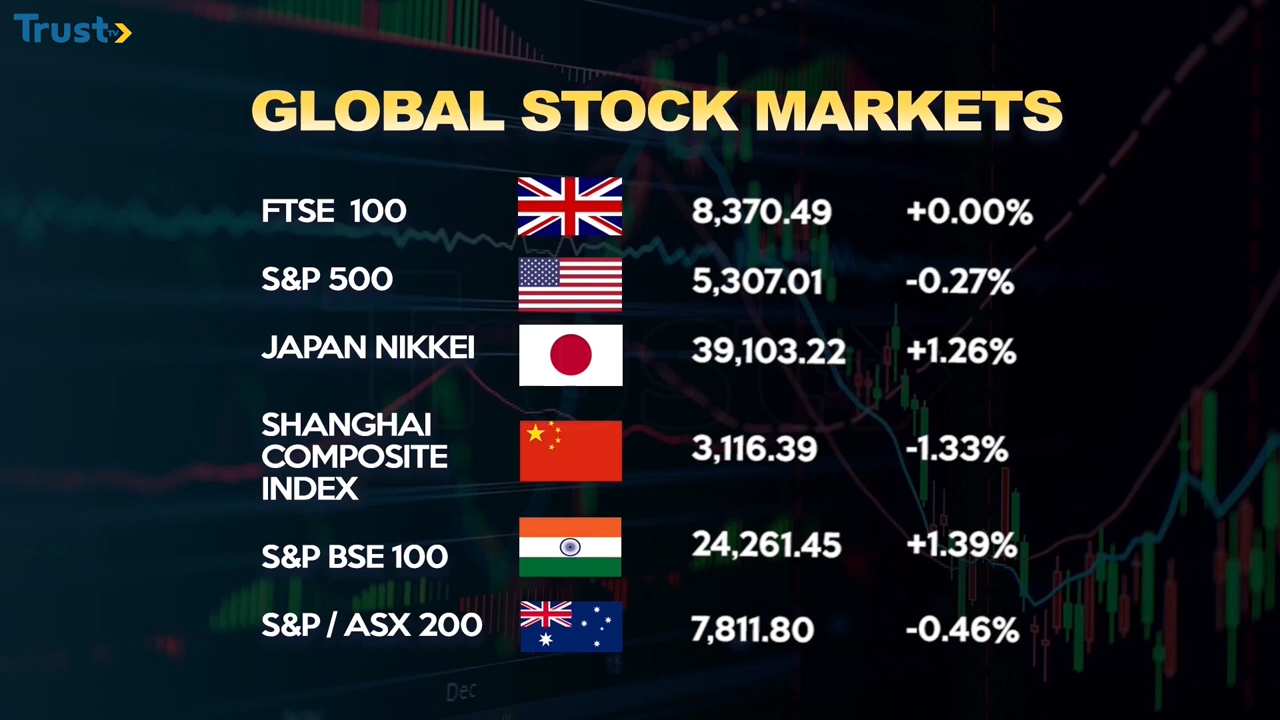 Trust TV
GLOBAL STOCK MARKETS
FTSE 100 8,370.49 +0.00%
S&P 500 5,307.01 -0.27%
JAPAN NIKKEI 39,103.22 +1.26%
SHANGHAI
COMPOSITE
INDEX
3,116.39 -1.33%
S&P BSE 100 24,261.45 +1.39%
S&P / ASX 200 7,811.80 -0.46%
Dec